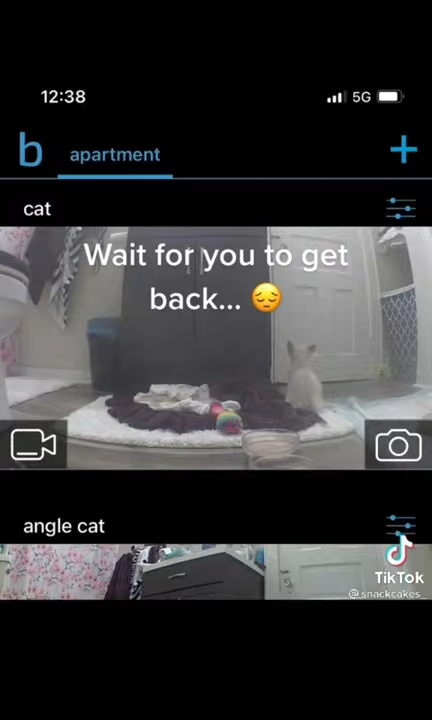 12:38
5G
b
apartment
cat
Wait for you to get
back... 😔
angle cat
TikTok
@snackcakes_